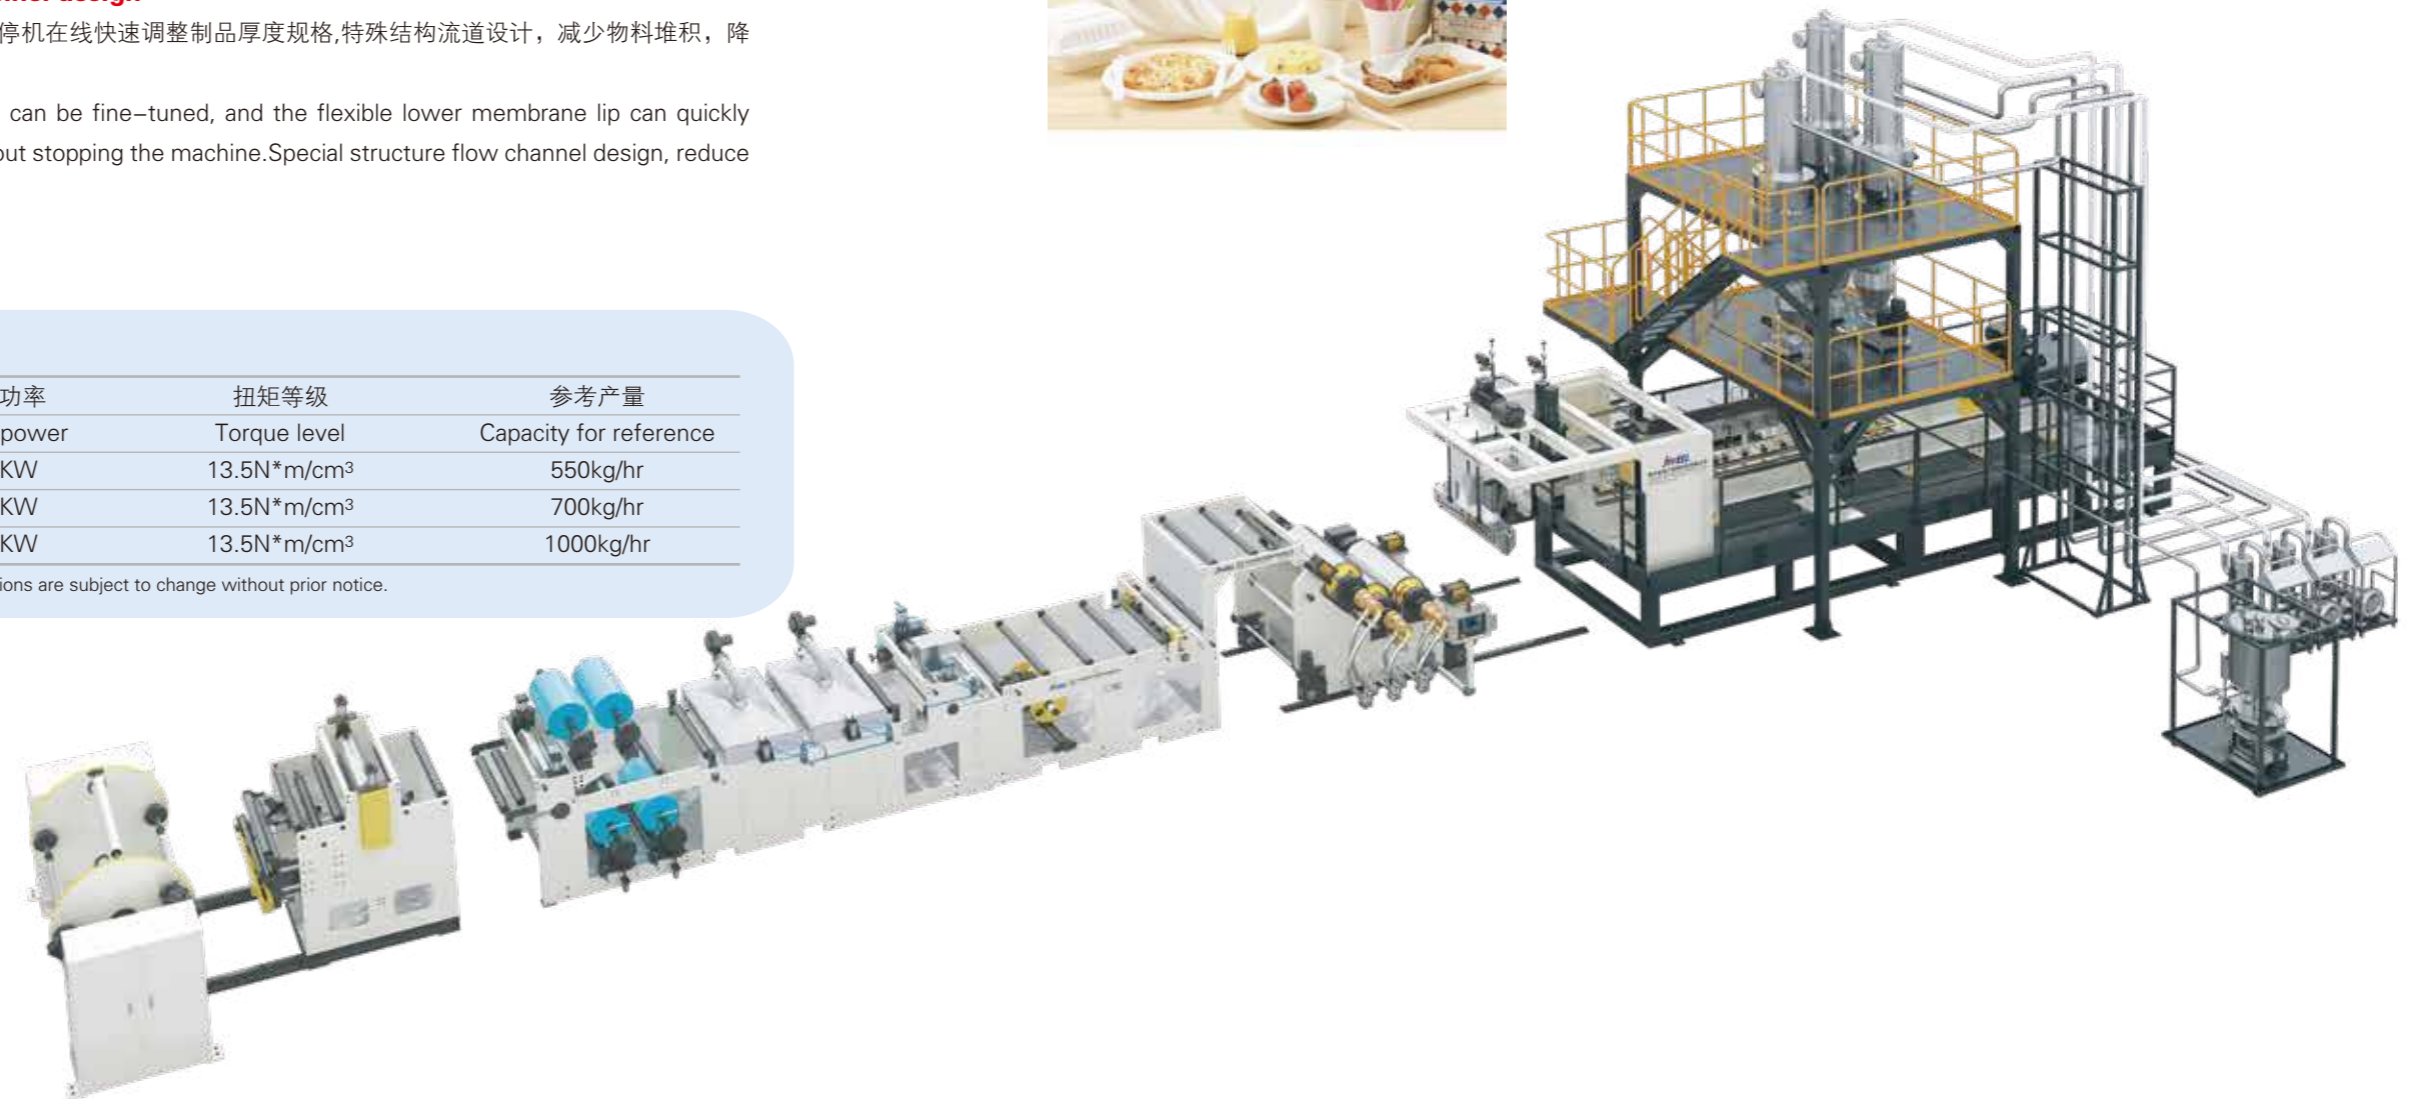 design
停机在线快速调整制品厚度规格,特殊结构流道设计，减少物料堆积，降
can be fine-tuned, and the flexible lower membrane lip can quickly
out stopping the machine.Special structure flow channel design, reduce
功率 扭矩等级 参考产量
power Torque level Capacity for reference
KW 13.5N*m/cm³ 550kg/hr
KW 13.5N*m/cm³ 700kg/hr
KW 13.5N*m/cm³ 1000kg/hr
ions are subject to change without prior notice.